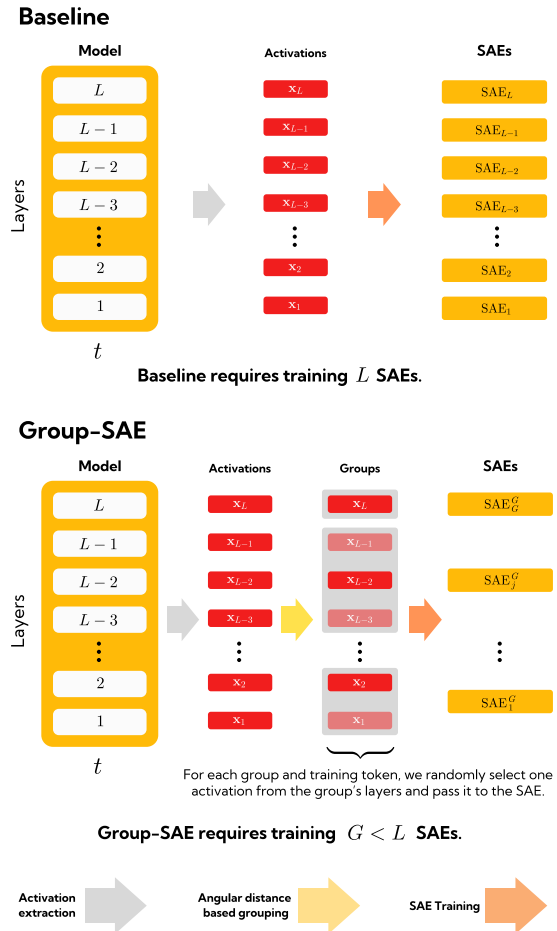 Baseline
Model
Activations
SAEs
Layers
L
x_L
SAE_L
L − 1
x_{L−1}
SAE_{L−1}
L − 2
x_{L−2}
SAE_{L−2}
L − 3
x_{L−3}
SAE_{L−3}
2
x_2
SAE_2
1
x_1
SAE_1
t
Baseline requires training L SAEs.
Group-SAE
Model
Activations
Groups
SAEs
Layers
L
x_L
x_L
SAE_G^G
L − 1
x_{L−1}
x_{L−1}
L − 2
x_{L−2}
x_{L−2}
SAE_j^G
L − 3
x_{L−3}
x_{L−3}
2
x_2
x_2
SAE_1^G
1
x_1
x_1
t
For each group and training token, we randomly select one
activation from the group's layers and pass it to the SAE.
Group-SAE requires training G < L SAEs.
Activation
extraction
Angular distance
based grouping
SAE Training